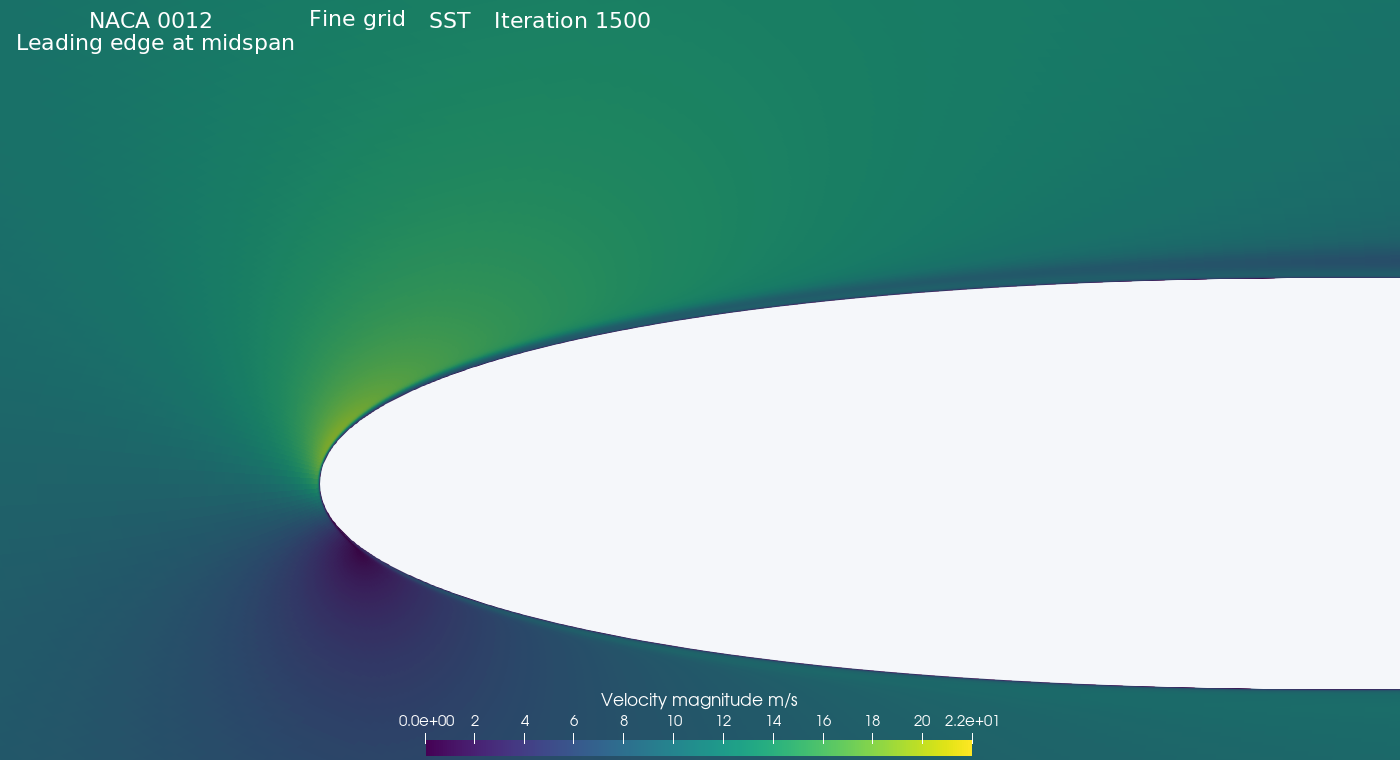 NACA 0012 Fine grid SST Iteration 1500
Leading edge at midspan
Velocity magnitude m/s
0.0e+00 2 4 6 8 10 12 14 16 18 20 2.2e+01